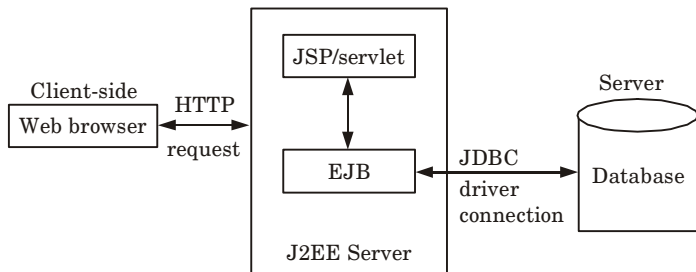 Client-side
Web browser
HTTP
request
JSP/servlet
EJB
J2EE Server
JDBC
driver
connection
Server
Database